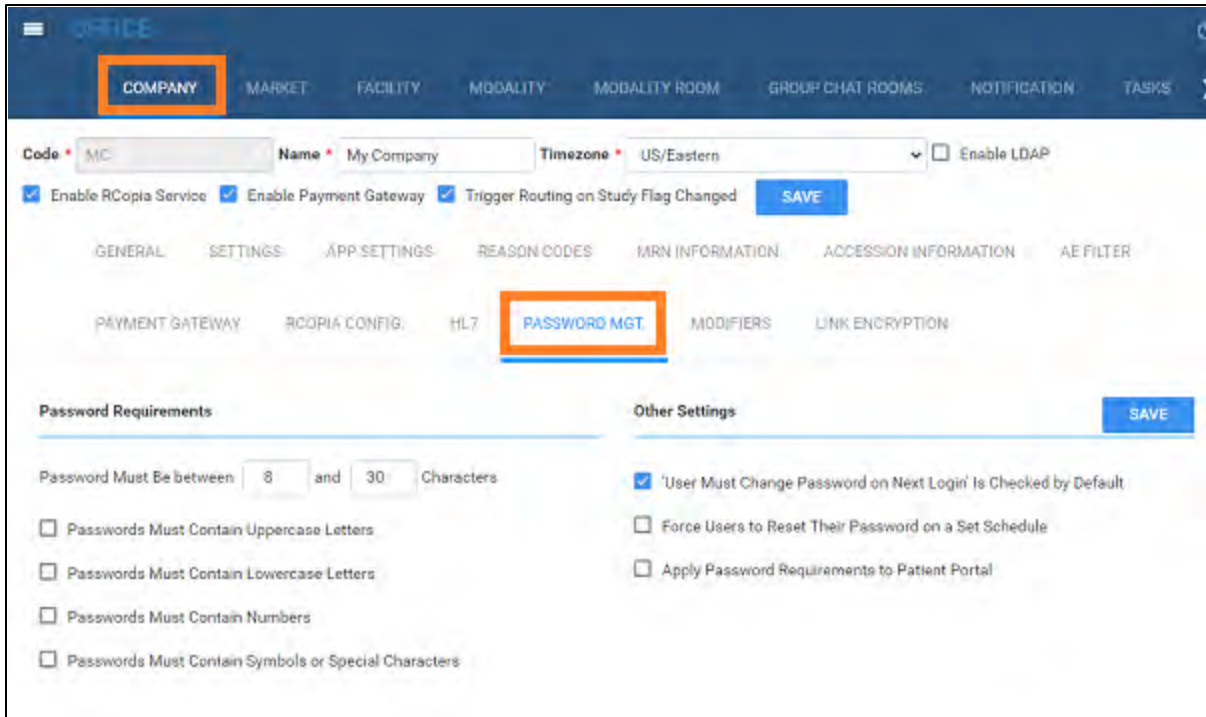 OFFICE
COMPANY MARKET FACILITY MODALITY MODALITY ROOM GROUP CHAT ROOMS NOTIFICATION TASKS
Code * MC Name * My Company Timezone * US/Eastern Enable LDAP
Enable RCopia Service Enable Payment Gateway Trigger Routing on Study Flag Changed SAVE
GENERAL SETTINGS APP SETTINGS REASON CODES MRN INFORMATION ACCESSION INFORMATION AE FILTER
PAYMENT GATEWAY RCOPIA CONFIG. HL7 PASSWORD MGT. MODIFIERS LINK ENCRYPTION
Password Requirements Other Settings SAVE
Password Must Be between 8 and 30 Characters
'User Must Change Password on Next Login' Is Checked by Default
Passwords Must Contain Uppercase Letters
Force Users to Reset Their Password on a Set Schedule
Passwords Must Contain Lowercase Letters
Apply Password Requirements to Patient Portal
Passwords Must Contain Numbers
Passwords Must Contain Symbols or Special Characters